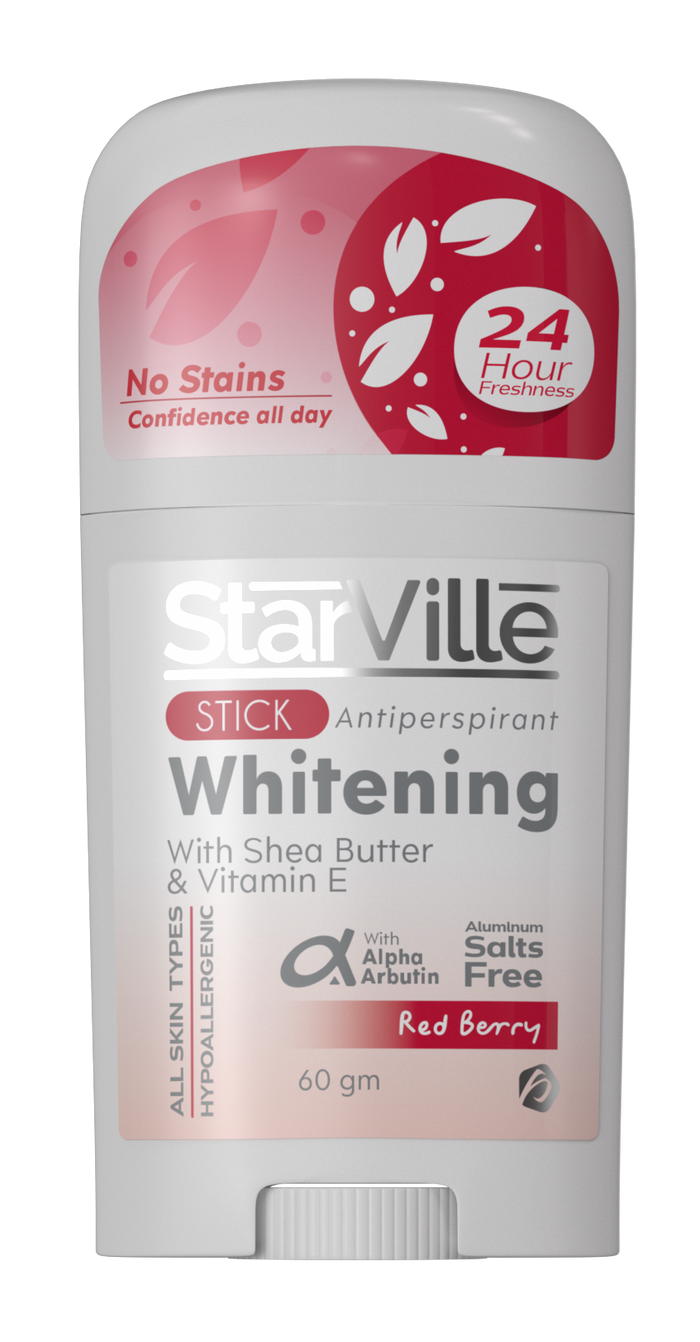 No Stains
Confidence all day
24
Hour
Freshness
StarVille
STICK Antiperspirant
Whitening
With Shea Butter
& Vitamin E
ALL SKIN TYPES
HYPOALLERGENIC
With
Alpha
Arbutin
Aluminum
Salts
Free
Red Berry
60 gm